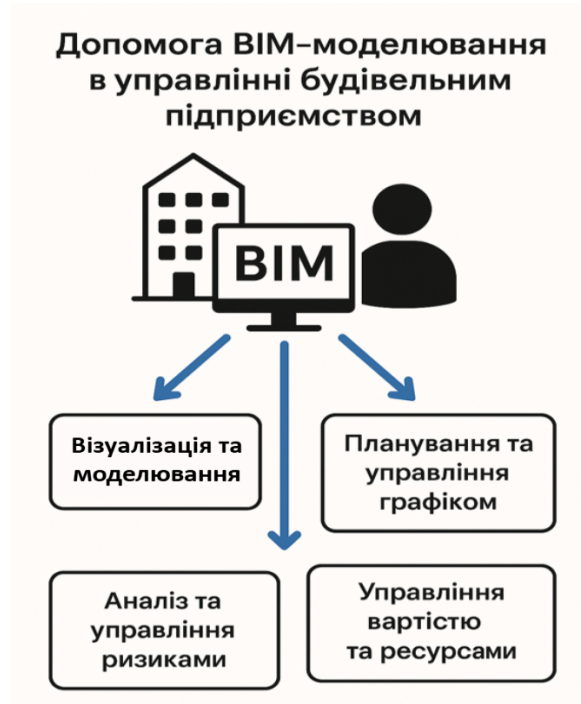 Допомога BIM–моделювання
в управлінні будівельним
підприємством
BIM
Візуалізація та
моделювання
Планування та
управління
графіком
Аналіз та
управління
ризиками
Управління
вартістю
та ресурсами